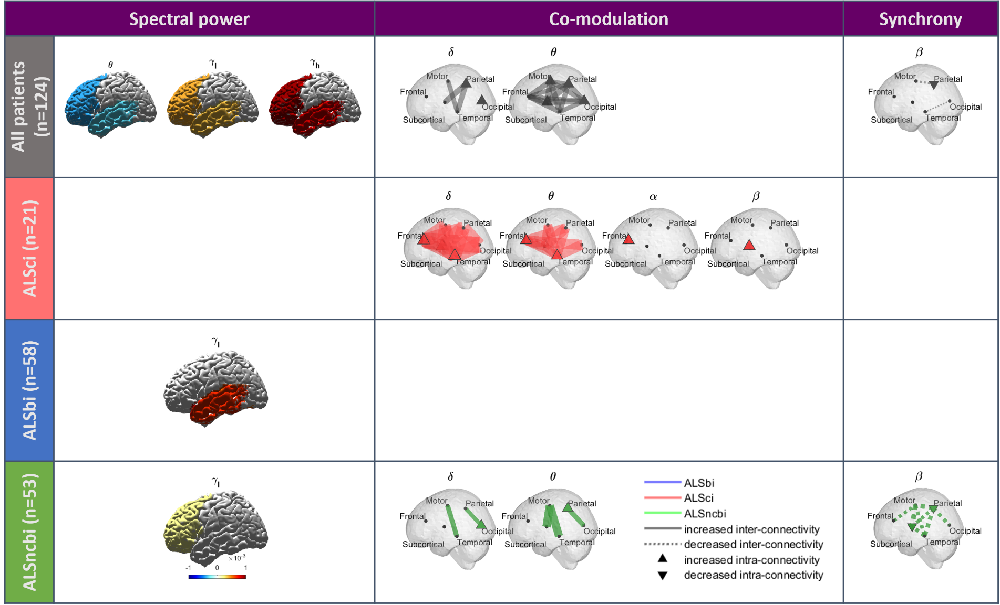 Spectral power
Co-modulation
Synchrony
All patients
(n=124)
θ
γl
γh
δ
Motor
Parietal
Frontal
Occipital
Subcortical
Temporal
θ
Motor
Parietal
Frontal
Occipital
Subcortical
Temporal
β
Motor
Parietal
Frontal
Occipital
Subcortical
Temporal
ALSci (n=21)
δ
Motor
Parietal
Frontal
Occipital
Subcortical
Temporal
θ
Motor
Parietal
Frontal
Occipital
Subcortical
Temporal
α
Motor
Parietal
Frontal
Occipital
Subcortical
Temporal
β
Motor
Parietal
Frontal
Occipital
Subcortical
Temporal
ALSbi (n=58)
γl
ALSncbi (n=53)
γl
×10-3
-1 0 1
δ
Motor
Parietal
Frontal
Occipital
Subcortical
Temporal
θ
Motor
Parietal
Frontal
Occipital
Subcortical
Temporal
ALSbi
ALSci
ALSncbi
increased inter-connectivity
decreased inter-connectivity
increased intra-connectivity
decreased intra-connectivity
β
Motor
Parietal
Frontal
Occipital
Subcortical
Temporal